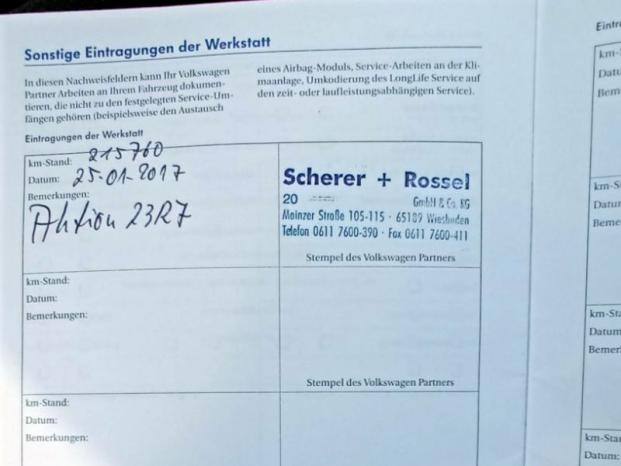 Sonstige Eintragungen der Werkstatt
In diesen Nachweisfeldern kann Ihr Volkswagen
Partner Arbeiten an Ihrem Fahrzeug dokumen-
tieren, die nicht zu den festgelegten Service-Um-
fängen gehören (beispielsweise den Austausch
eines Airbag-Moduls, Service-Arbeiten an der Kli-
maanlage, Umkodierung des LongLife Service auf
den zeit- oder laufleistungsabhängigen Service).
Eintragungen der Werkstatt
km-Stand: 215760
Datum: 25-01-2017
Bemerkungen:
Aktion 23R7
Scherer + Rossel
20 GmbH & Co. KG
Mainzer Straße 105-115 · 65189 Wiesbaden
Telefon 0611 7600-390 · Fax 0611 7600-411
Stempel des Volkswagen Partners
km-Stand:
Datum:
Bemerkungen:
Stempel des Volkswagen Partners
km-Stand:
Datum:
Bemerkungen:
Eintr
km-
Datu
Bem
km-S
Datur
Beme
km-Sta
Datum
Bemer
km-Star
Datum: